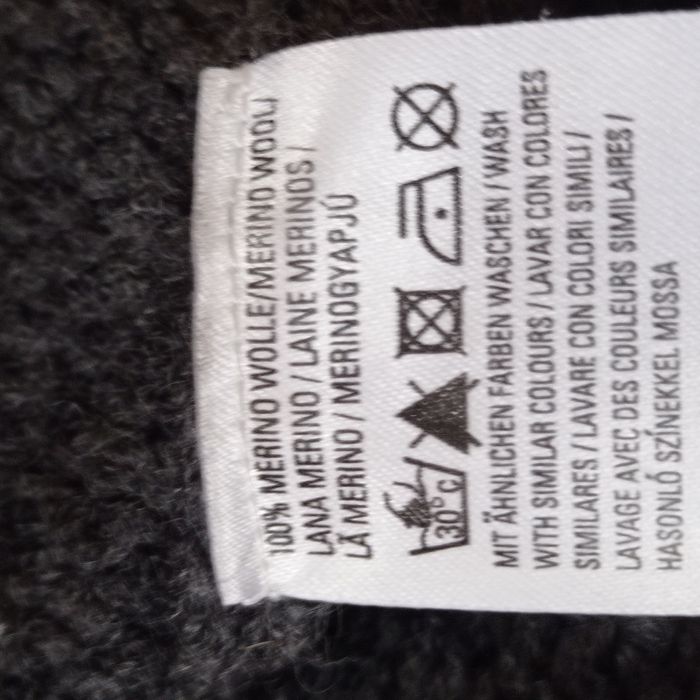 100% MERINO WOLLE/MERINO WOOL/
LANA MERINO / LAINE MERINOS /
LÃ MERINO / MERINOGYAPJÚ
30°C
MIT ÄHNLICHEN FARBEN WASCHEN / WASH
WITH SIMILAR COLOURS / LAVAR CON COLORES
SIMILARES / LAVARE CON COLORI SIMILI /
LAVAGE AVEC DES COULEURS SIMILAIRES /
HASONLÓ SZÍNEKKEL MOSSA